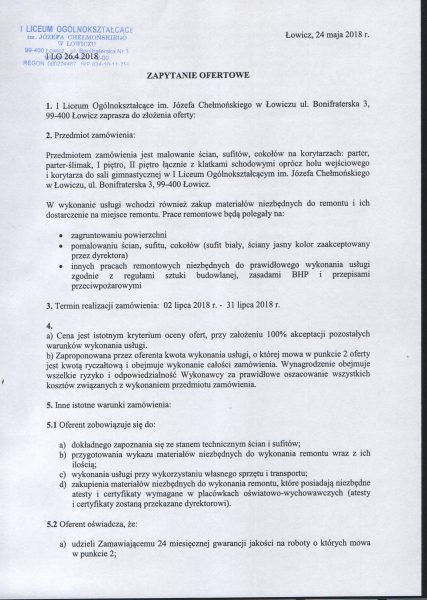 I LICEUM OGÓLNOKSZTAŁCĄCE
im. JÓZEFA CHEŁMOŃSKIEGO
W ŁOWICZU
99-400 Łowicz, ul. Bonifraterska Nr 3
REGON
Łowicz, 24 maja 2018 r.
I LO 26.4.2018
ZAPYTANIE OFERTOWE
1. I Liceum Ogólnokształcące im. Józefa Chełmońskiego w Łowiczu ul. Bonifraterska 3,
99-400 Łowicz zaprasza do złożenia oferty:
2. Przedmiot zamówienia:
Przedmiotem zamówienia jest malowanie ścian, sufitów, cokołów na korytarzach: parter,
parter-ślimak, I piętro, II piętro łącznie z klatkami schodowymi oprócz holu wejściowego
i korytarza do sali gimnastycznej w I Liceum Ogólnokształcącym im. Józefa Chełmońskiego
w Łowiczu, ul. Bonifraterska 3, 99-400 Łowicz.
W wykonanie usługi wchodzi również zakup materiałów niezbędnych do remontu i ich
dostarczenie na miejsce remontu. Prace remontowe będą polegały na:
• zagruntowaniu powierzchni
• pomalowaniu ścian, sufitu, cokołów (sufit biały, ściany jasny kolor zaakceptowany
przez dyrektora)
• innych pracach remontowych niezbędnych do prawidłowego wykonania usługi
zgodnie z regułami sztuki budowlanej, zasadami BHP i przepisami
przeciwpożarowymi
3. Termin realizacji zamówienia: 02 lipca 2018 r. - 31 lipca 2018 r.
4.
a) Cena jest istotnym kryterium oceny ofert, przy założeniu 100% akceptacji pozostałych
warunków wykonania usługi.
b) Zaproponowana przez oferenta kwota wykonania usługi, o której mowa w punkcie 2 oferty
jest kwotą ryczałtową i obejmuje wykonanie całości zamówienia. Wynagrodzenie obejmuje
wszelkie ryzyko i odpowiedzialność Wykonawcy za prawidłowe oszacowanie wszystkich
kosztów związanych z wykonaniem przedmiotu zamówienia.
5. Inne istotne warunki zamówienia:
5.1 Oferent zobowiązuje się do:
a) dokładnego zapoznania się ze stanem technicznym ścian i sufitów;
b) przygotowania wykazu materiałów niezbędnych do wykonania remontu wraz z ich
ilością;
c) wykonania usługi przy wykorzystaniu własnego sprzętu i transportu;
d) zakupienia materiałów niezbędnych do wykonania remontu, które posiadają niezbędne
atesty i certyfikaty wymagane w placówkach oświatowo-wychowawczych (atesty
i certyfikaty zostaną przekazane dyrektorowi).
5.2 Oferent oświadcza, że:
a) udzieli Zamawiającemu 24 miesięcznej gwarancji jakości na roboty o których mowa
w punkcie 2;